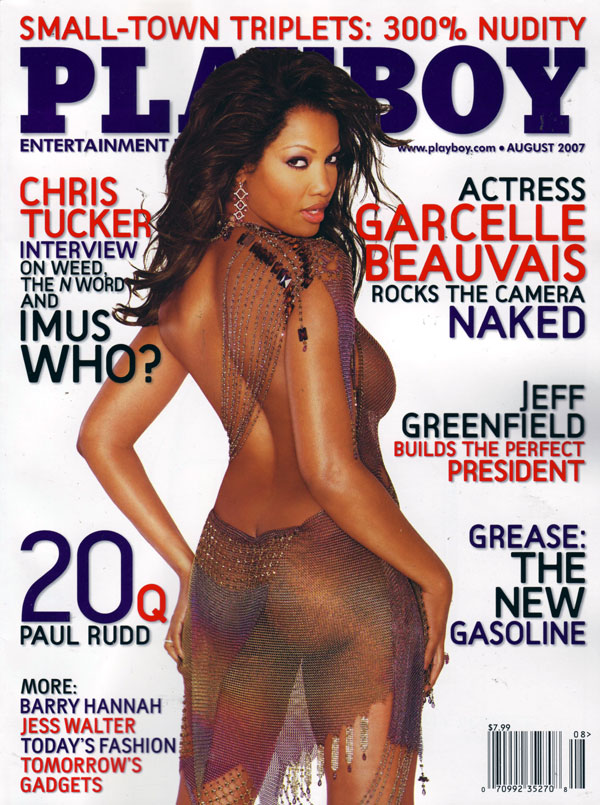 SMALL-TOWN TRIPLETS: 300% NUDITY
PLAYBOY
ENTERTAINMENT
www.playboy.com • AUGUST 2007
CHRIS
TUCKER
INTERVIEW
ON WEED,
THE N WORD
AND
IMUS
WHO?
ACTRESS
GARCELLE
BEAUVAIS
ROCKS THE CAMERA
NAKED
JEFF
GREENFIELD
BUILDS THE PERFECT
PRESIDENT
20Q
PAUL RUDD
GREASE:
THE
NEW
GASOLINE
MORE:
BARRY HANNAH
JESS WALTER
TODAY'S FASHION
TOMORROW'S
GADGETS
$7.99
08>
0 70992 35270 8